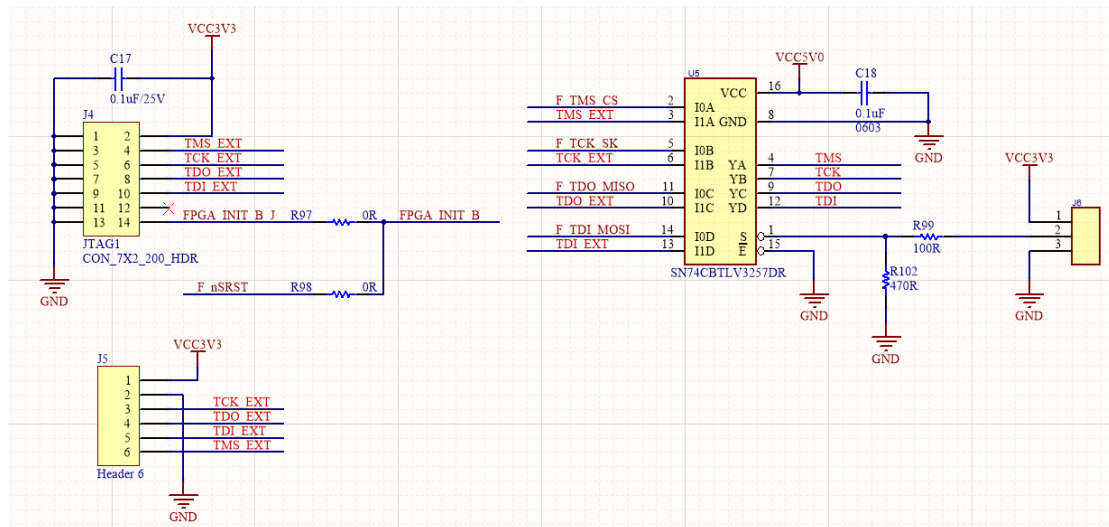 VCC3V3
C17
0.1uF/25V
J4
1 2
3 4 TMS_EXT
5 6 TCK_EXT
7 8 TDO_EXT
9 10 TDI_EXT
11 12
13 14 FPGA_INIT_B_J R97 0R FPGA_INIT_B
JTAG1
CON_7X2_200_HDR
GND
F_nSRST R98 0R
J5
VCC3V3
1
2
3 TCK_EXT
4 TDO_EXT
5 TDI_EXT
6 TMS_EXT
Header 6
GND
U5
VCC5V0
C18
0.1uF
0603
GND
F_TMS_CS 2 I0A VCC 16
TMS_EXT 3 I1A GND 8
F_TCK_SK 5 I0B
TCK_EXT 6 I1B YA 4 TMS
YB 7 TCK
F_TDO_MISO 11 I0C YC 9 TDO
TDO_EXT 10 I1C YD 12 TDI
F_TDI_MOSI 14 I0D S 1
TDI_EXT 13 I1D E 15
SN74CBTLV3257DR
GND
R99
100R
R102
470R
GND
VCC3V3
J6
1
2
3
GND